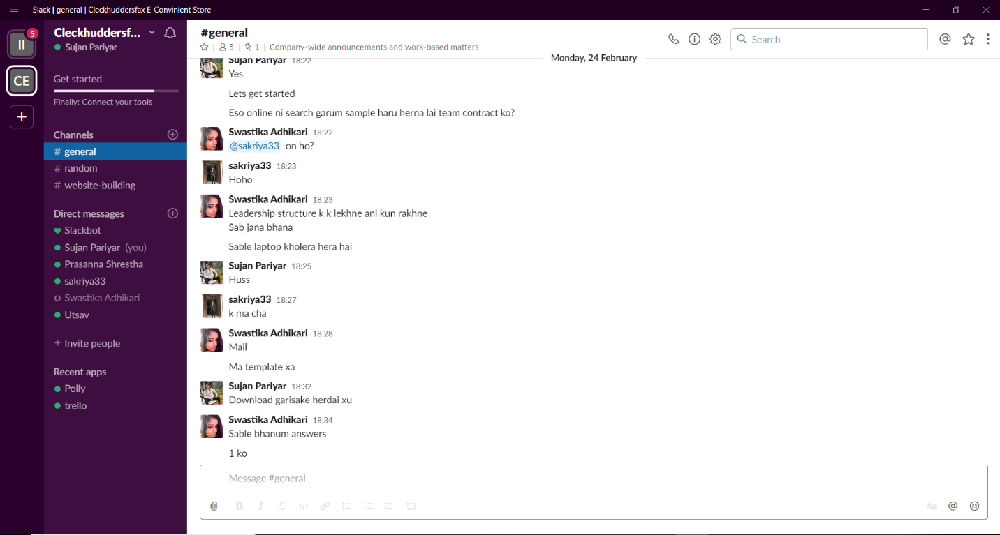 Slack | general | Cleckhuddersfax E-Convinient Store
5
II
CE
+
Cleckhuddersf...
Sujan Pariyar
Get started
Finally: Connect your tools
Channels
# general
# random
# website-building
Direct messages
Slackbot
Sujan Pariyar (you)
Prasanna Shrestha
sakriya33
Swastika Adhikari
Utsav
+ Invite people
Recent apps
Polly
trello
#general
5 | 1 | Company-wide announcements and work-based matters
Search
Monday, 24 February
Sujan Pariyar 18:22
Yes
Lets get started
Eso online ni search garum sample haru herna lai team contract ko?
Swastika Adhikari 18:22
@sakriya33 on ho?
sakriya33 18:23
Hoho
Swastika Adhikari 18:23
Leadership structure k k lekhne ani kun rakhne
Sab jana bhana
Sable laptop kholera hera hai
Sujan Pariyar 18:25
Huss
sakriya33 18:27
k ma cha
Swastika Adhikari 18:28
Mail
Ma template xa
Sujan Pariyar 18:32
Download garisake herdai xu
Swastika Adhikari 18:34
Sable bhanum answers
1 ko
Message #general
B I S </> Aa @